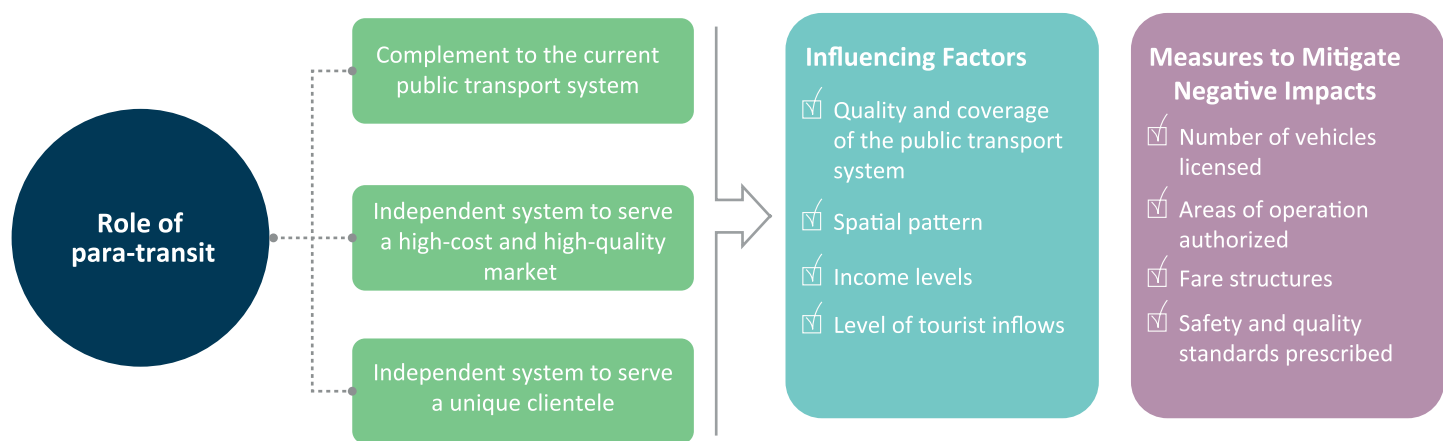 Role of
para-transit
Complement to the current
public transport system
Independent system to serve
a high-cost and high-quality
market
Independent system to serve
a unique clientele
Influencing Factors
Quality and coverage
of the public transport
system
Spatial pattern
Income levels
Level of tourist inflows
Measures to Mitigate
Negative Impacts
Number of vehicles
licensed
Areas of operation
authorized
Fare structures
Safety and quality
standards prescribed